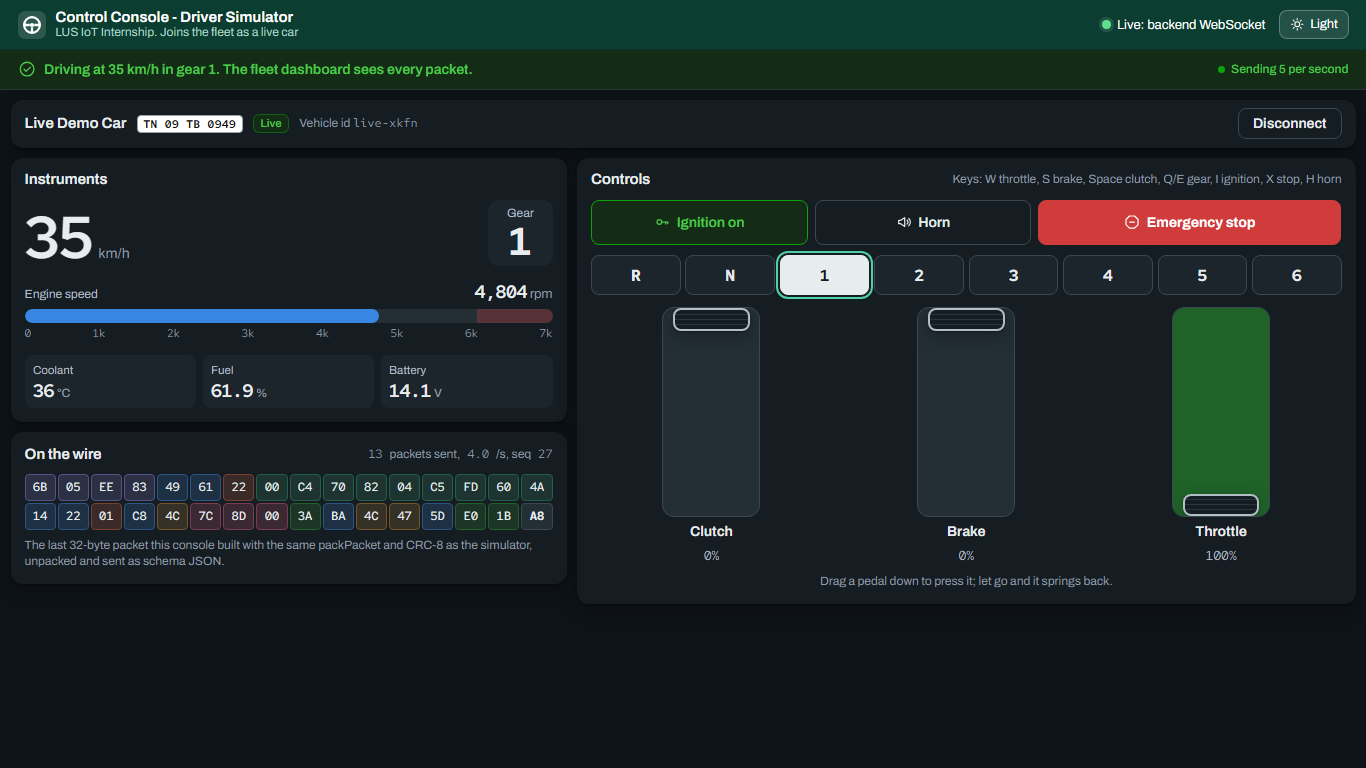 Control Console - Driver Simulator
LUS IoT Internship. Joins the fleet as a live car
Live: backend WebSocket
Light
Driving at 35 km/h in gear 1. The fleet dashboard sees every packet.
Sending 5 per second
Live Demo Car
TN 09 TB 0949
Live
Vehicle id live-xkfn
Disconnect
Instruments
35 km/h
Gear
1
Engine speed
4,804 rpm
0 1k 2k 3k 4k 5k 6k 7k
Coolant
36 °C
Fuel
61.9 %
Battery
14.1 V
On the wire
13 packets sent, 4.0 /s, seq 27
6B 05 EE 83 49 61 22 00 C4 70 82 04 C5 FD 60 4A
14 22 01 C8 4C 7C 8D 00 3A BA 4C 47 5D E0 1B A8
The last 32-byte packet this console built with the same packPacket and CRC-8 as the simulator,
unpacked and sent as schema JSON.
Controls
Keys: W throttle, S brake, Space clutch, Q/E gear, I ignition, X stop, H horn
Ignition on
Horn
Emergency stop
R N 1 2 3 4 5 6
Clutch
0%
Brake
0%
Throttle
100%
Drag a pedal down to press it; let go and it springs back.